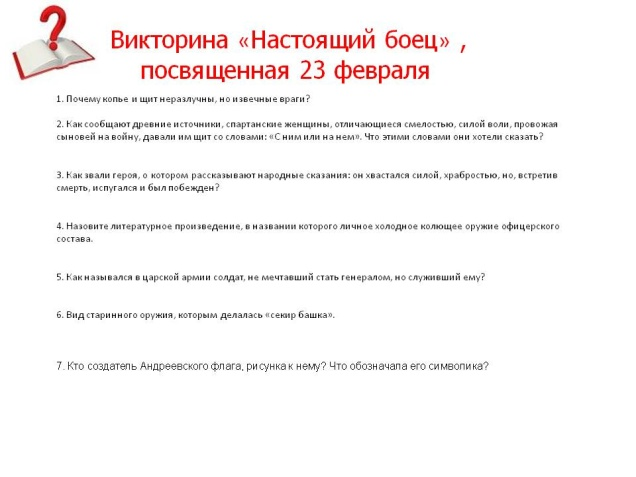 Викторина «Настоящий боец» ,
посвященная 23 февраля
1. Почему копье и щит неразлучны, но извечные враги?
2. Как сообщают древние источники, спартанские женщины, отличающиеся смелостью, силой воли, провожая
сыновей на войну, давали им щит со словами: «С ним или на нем». Что этими словами они хотели сказать?
3. Как звали героя, о котором рассказывают народные сказания: он хвастался силой, храбростью, но, встретив
смерть, испугался и был побежден?
4. Назовите литературное произведение, в названии которого личное холодное колющее оружие офицерского
состава.
5. Как назывался в царской армии солдат, не мечтавший стать генералом, но служивший ему?
6. Вид старинного оружия, которым делалась «секир башка».
7. Кто создатель Андреевского флага, рисунка к нему? Что обозначала его символика?